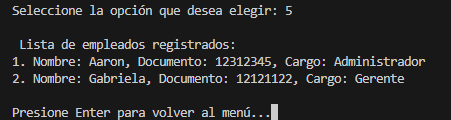 Seleccione la opción que desea elegir: 5
Lista de empleados registrados:
1. Nombre: Aaron, Documento: 12312345, Cargo: Administrador
2. Nombre: Gabriela, Documento: 12121122, Cargo: Gerente
Presione Enter para volver al menú...